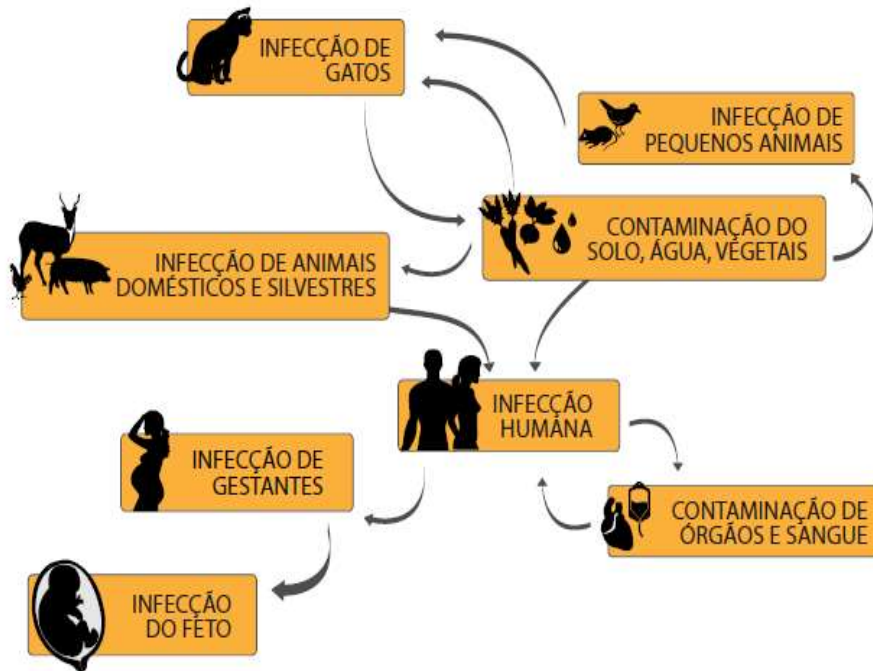 INFECÇÃO DE
GATOS
INFECÇÃO DE
PEQUENOS ANIMAIS
CONTAMINAÇÃO DO
SOLO, ÁGUA, VEGETAIS
INFECÇÃO DE ANIMAIS
DOMÉSTICOS E SILVESTRES
INFECÇÃO
HUMANA
INFECÇÃO DE
GESTANTES
CONTAMINAÇÃO DE
ÓRGÃOS E SANGUE
INFECÇÃO
DO FETO